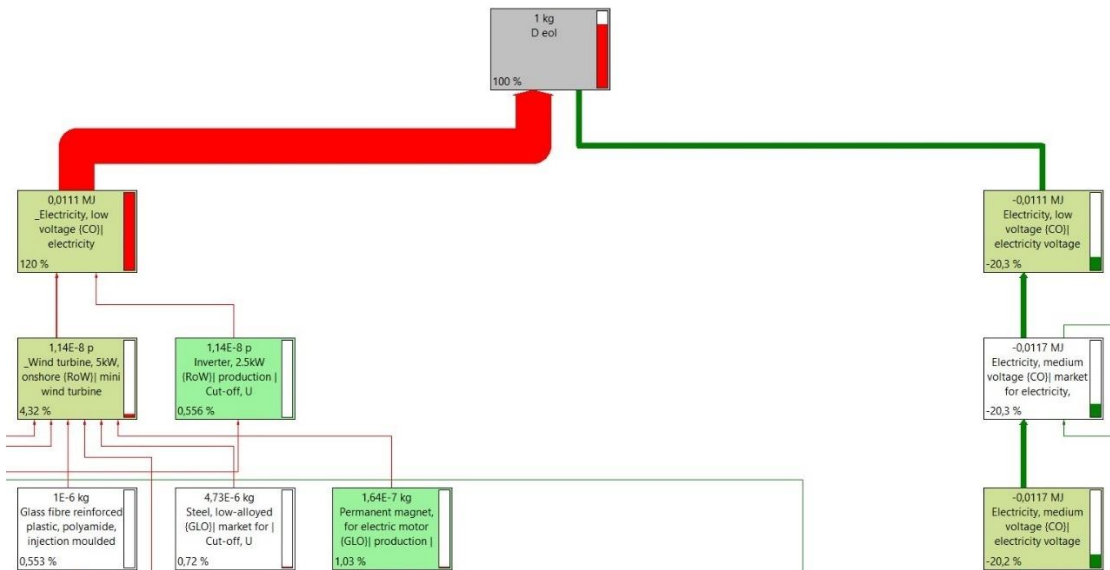 1 kg
D eol
100 %
0,0111 MJ
_Electricity, low
voltage {CO}|
electricity
120 %
-0,0111 MJ
Electricity, low
voltage {CO}|
electricity voltage
-20,3 %
1,14E-8 p
_Wind turbine, 5kW,
onshore {RoW}| mini
wind turbine
4,32 %
1,14E-8 p
Inverter, 2.5kW
{RoW}| production |
Cut-off, U
0,556 %
-0,0117 MJ
Electricity, medium
voltage {CO}| market
for electricity,
-20,3 %
1E-6 kg
Glass fibre reinforced
plastic, polyamide,
injection moulded
0,553 %
4,73E-6 kg
Steel, low-alloyed
{GLO}| market for |
Cut-off, U
0,72 %
1,64E-7 kg
Permanent magnet,
for electric motor
{GLO}| production |
1,03 %
-0,0117 MJ
Electricity, medium
voltage {CO}|
electricity voltage
-20,2 %